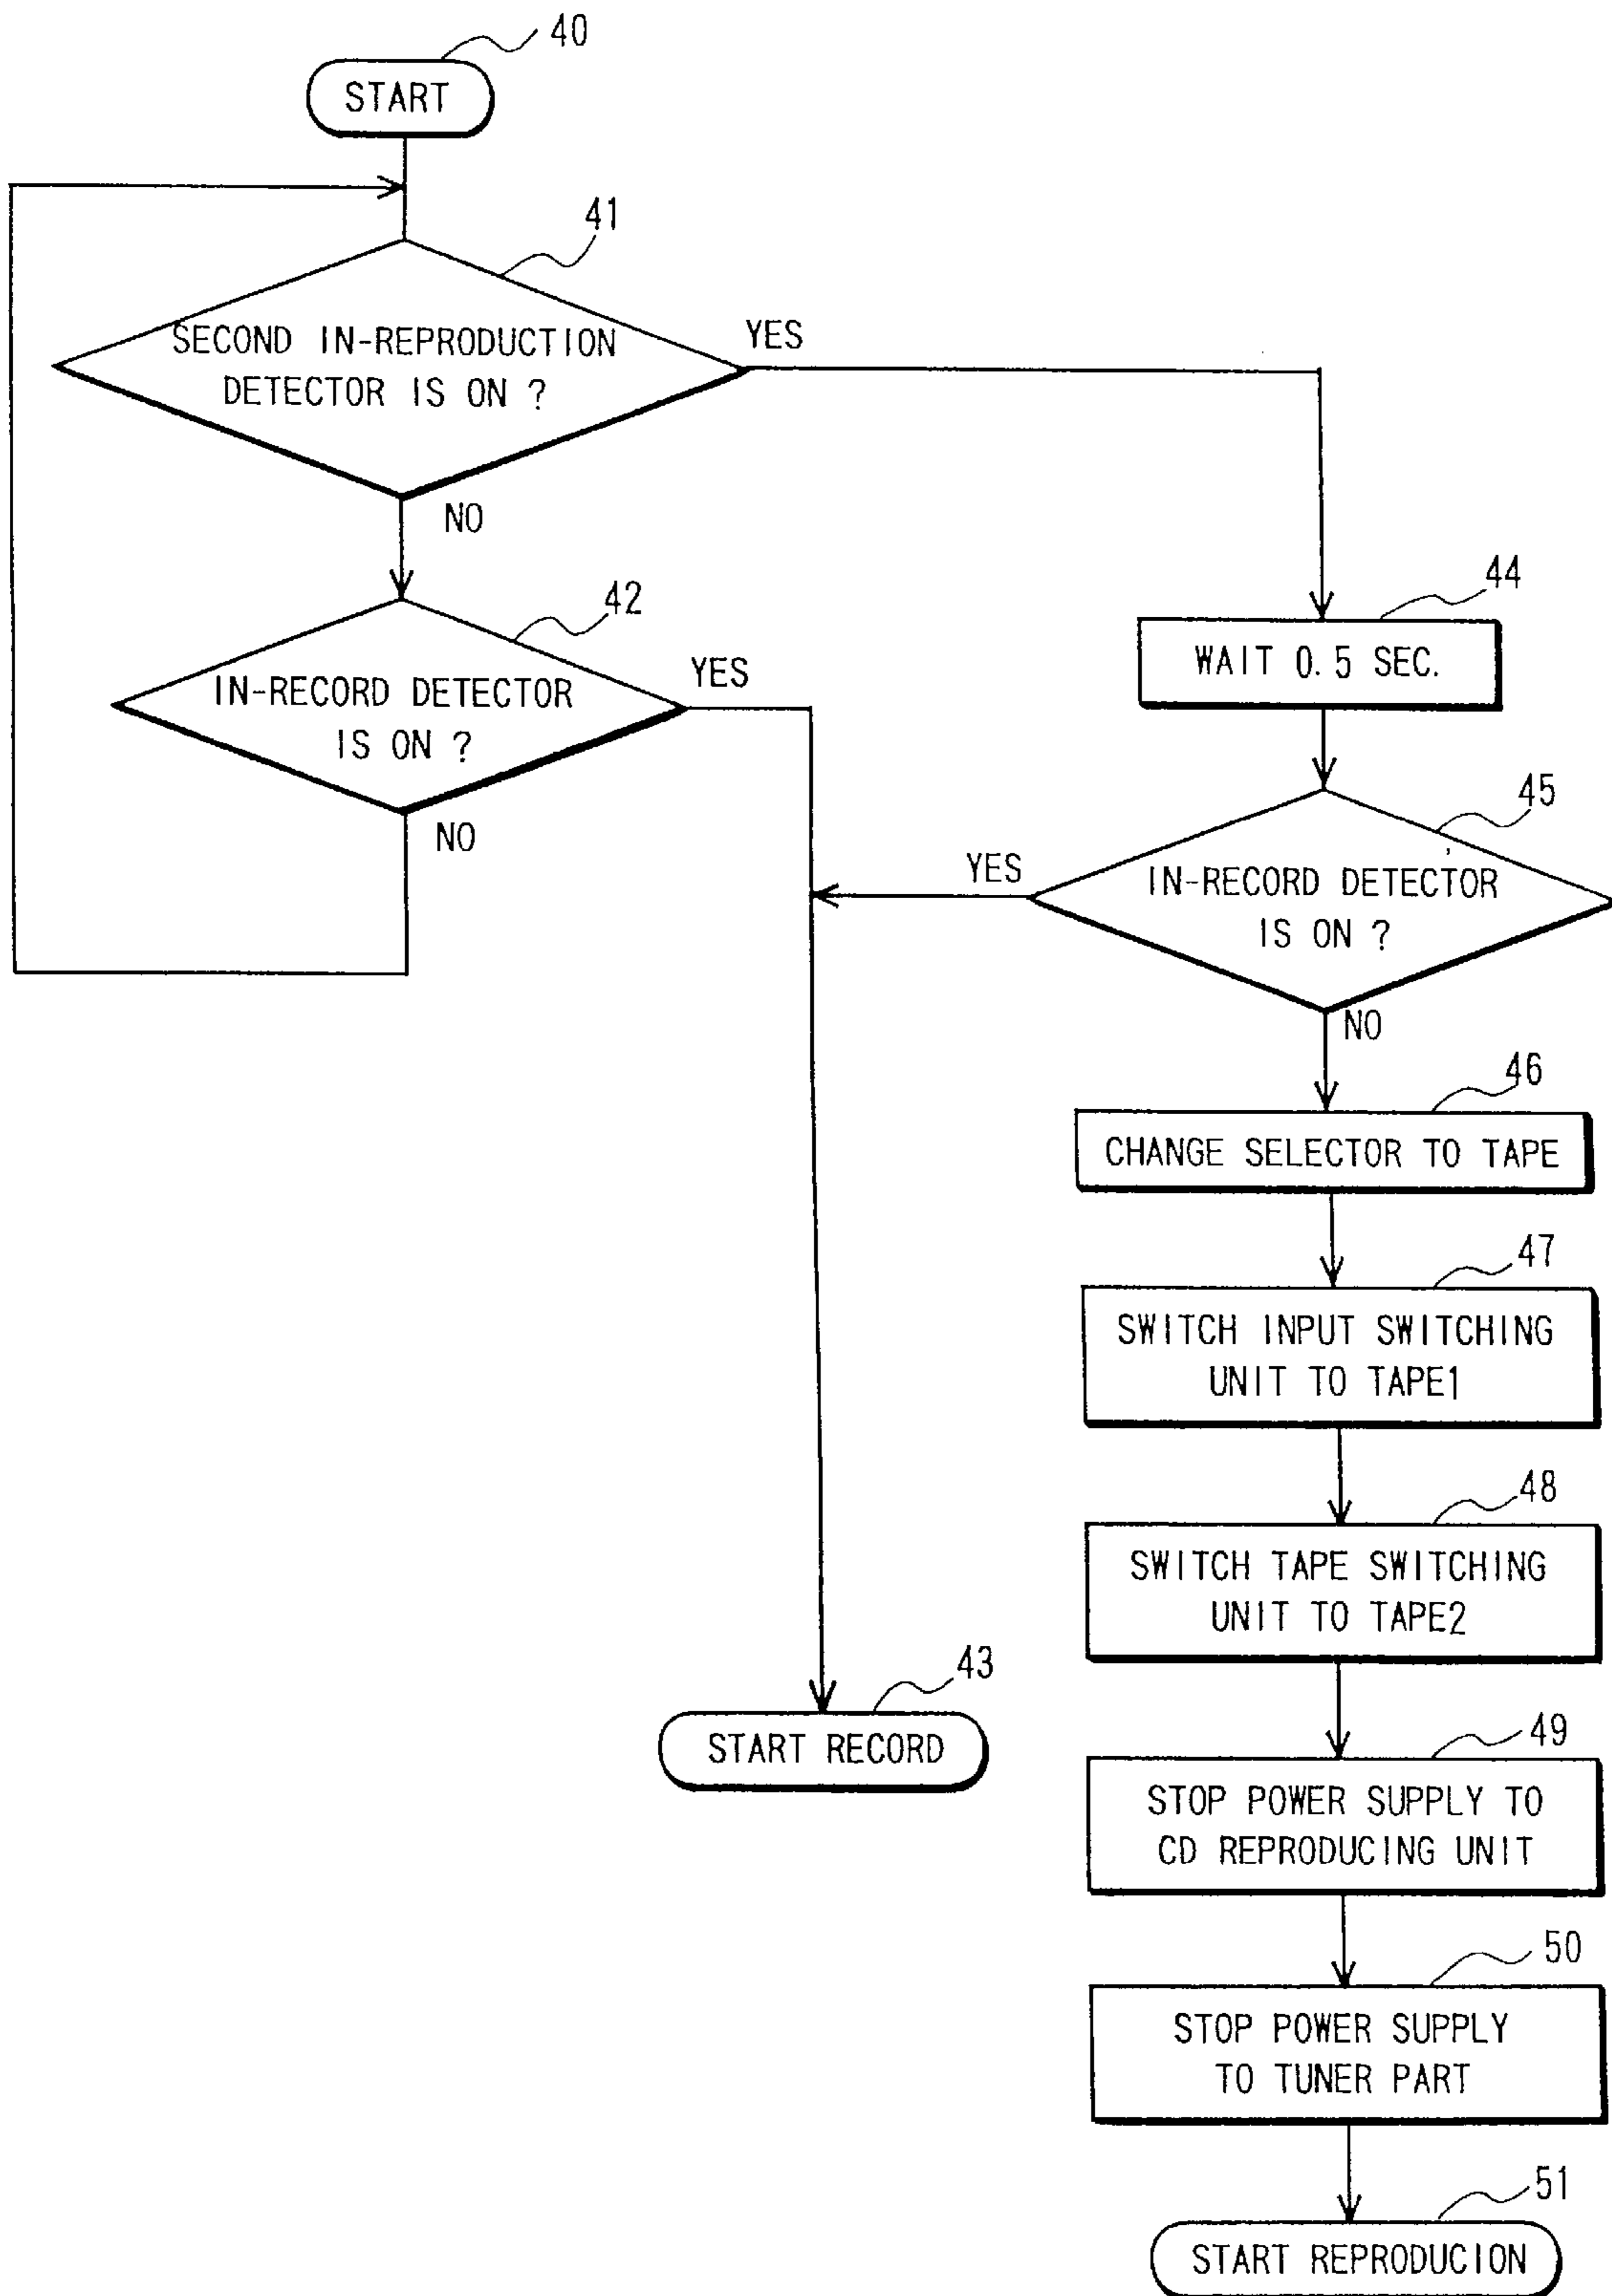 40
START
41
SECOND IN-REPRODUCTION
DETECTOR IS ON ?
YES
NO
42
IN-RECORD DETECTOR
IS ON ?
YES
NO
44
WAIT 0.5 SEC.
45
IN-RECORD DETECTOR
IS ON ?
YES
NO
46
CHANGE SELECTOR TO TAPE
47
SWITCH INPUT SWITCHING
UNIT TO TAPE1
48
SWITCH TAPE SWITCHING
UNIT TO TAPE2
43
START RECORD
49
STOP POWER SUPPLY TO
CD REPRODUCING UNIT
50
STOP POWER SUPPLY
TO TUNER PART
51
START REPRODUCION